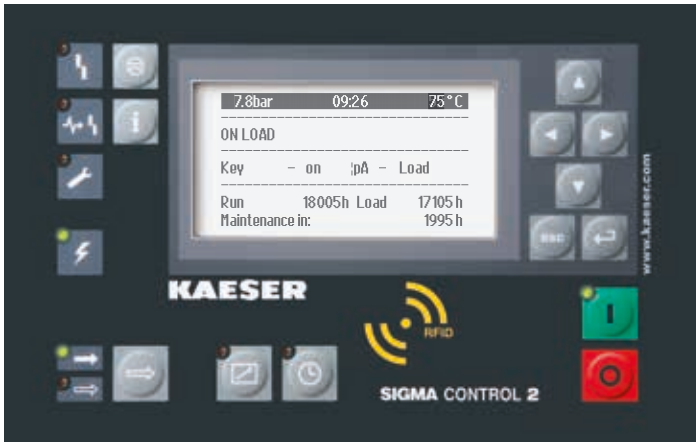 7.8bar 09:26 75°C
ON LOAD
Key - on ¦pA - Load
Run 18005h Load 17105h
Maintenance in: 1995h
esc
www.kaeser.com
KAESER
RFID
I
SIGMA CONTROL 2